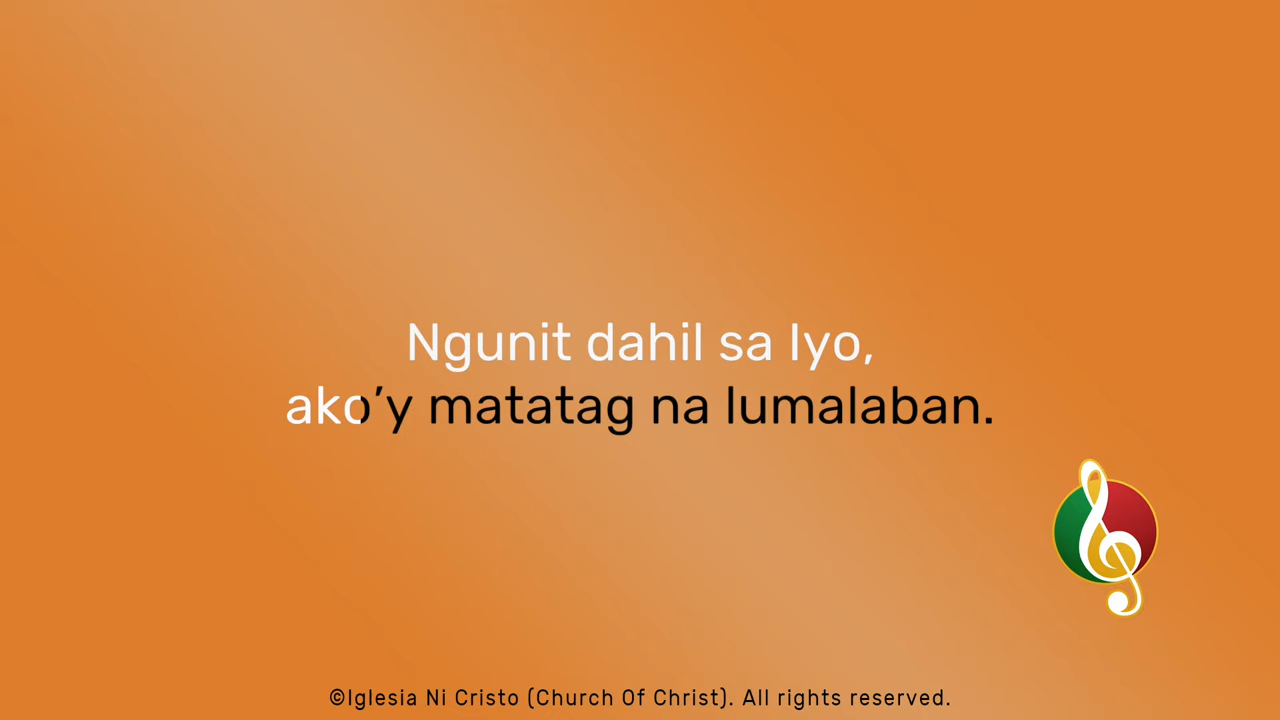 Ngunit dahil sa Iyo,
ako’y matatag na lumalaban.
©Iglesia Ni Cristo (Church Of Christ). All rights reserved.